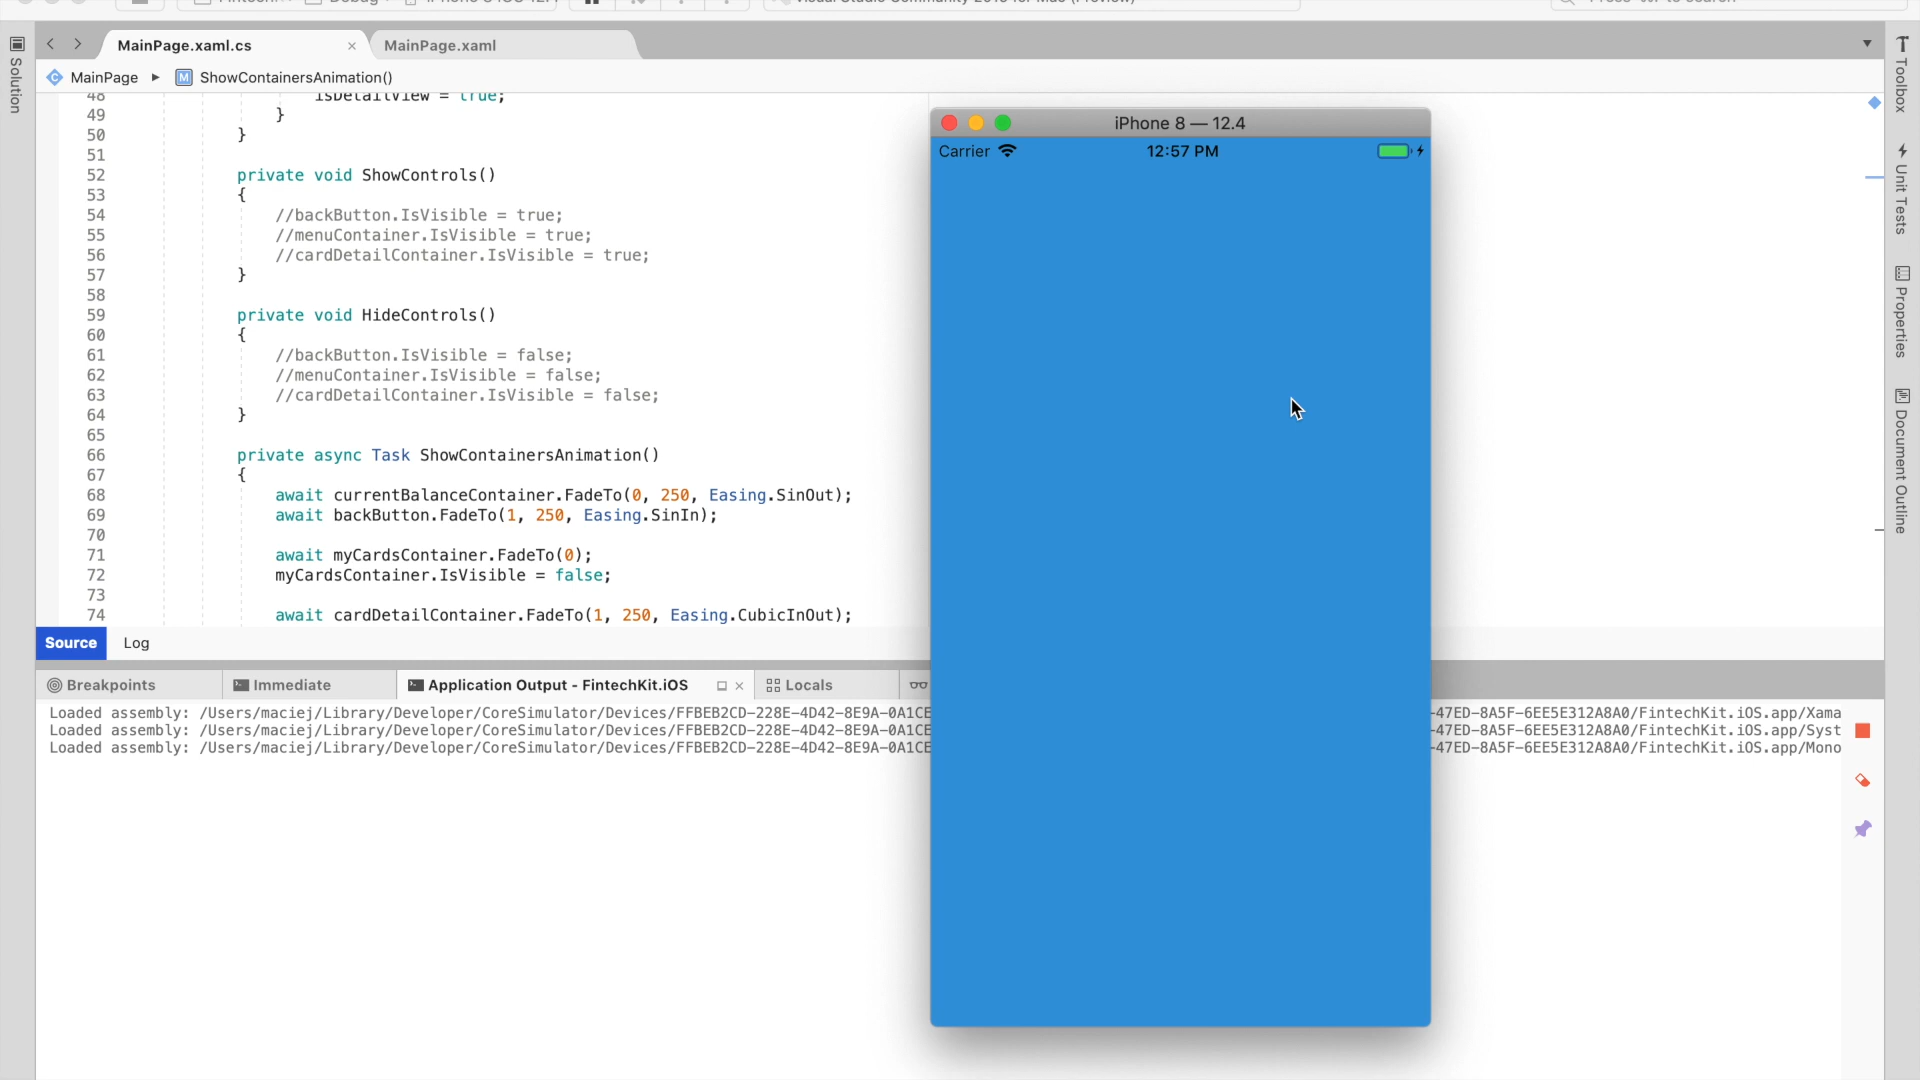 MainPage.xaml.cs
MainPage.xaml
MainPage
ShowContainersAnimation()
Solution
48 isDetailView = true;
49 }
50 }
51
52 private void ShowControls()
53 {
54 //backButton.IsVisible = true;
55 //menuContainer.IsVisible = true;
56 //cardDetailContainer.IsVisible = true;
57 }
58
59 private void HideControls()
60 {
61 //backButton.IsVisible = false;
62 //menuContainer.IsVisible = false;
63 //cardDetailContainer.IsVisible = false;
64 }
65
66 private async Task ShowContainersAnimation()
67 {
68 await currentBalanceContainer.FadeTo(0, 250, Easing.SinOut);
69 await backButton.FadeTo(1, 250, Easing.SinIn);
70
71 await myCardsContainer.FadeTo(0);
72 myCardsContainer.IsVisible = false;
73
74 await cardDetailContainer.FadeTo(1, 250, Easing.CubicInOut);
iPhone 8 — 12.4
Carrier 12:57 PM
Toolbox
Unit Tests
Properties
Document Outline
Source Log
Breakpoints Immediate Application Output - FintechKit.iOS Locals
Loaded assembly: /Users/maciej/Library/Developer/CoreSimulator/Devices/FFBEB2CD-228E-4D42-8E9A-0A1CE -47ED-8A5F-6EE5E312A8A0/FintechKit.iOS.app/Xama
Loaded assembly: /Users/maciej/Library/Developer/CoreSimulator/Devices/FFBEB2CD-228E-4D42-8E9A-0A1CE -47ED-8A5F-6EE5E312A8A0/FintechKit.iOS.app/Syst
Loaded assembly: /Users/maciej/Library/Developer/CoreSimulator/Devices/FFBEB2CD-228E-4D42-8E9A-0A1CE -47ED-8A5F-6EE5E312A8A0/FintechKit.iOS.app/Mono